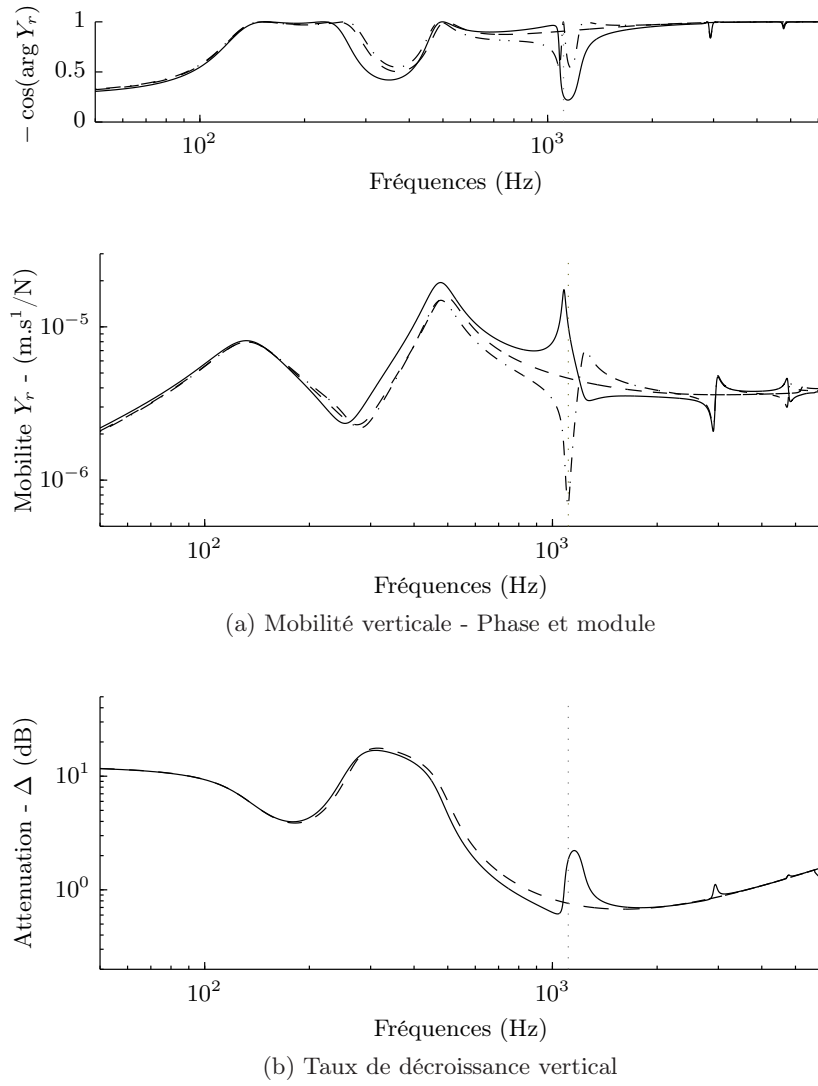 − cos(arg Y_r)
1
0.5
0
10^2
10^3
Fréquences (Hz)
Mobilite Y_r - (m.s^1/N)
10^−5
10^−6
10^2
10^3
Fréquences (Hz)
(a) Mobilité verticale - Phase et module
Attenuation - Δ (dB)
10^1
10^0
10^2
10^3
Fréquences (Hz)
(b) Taux de décroissance vertical